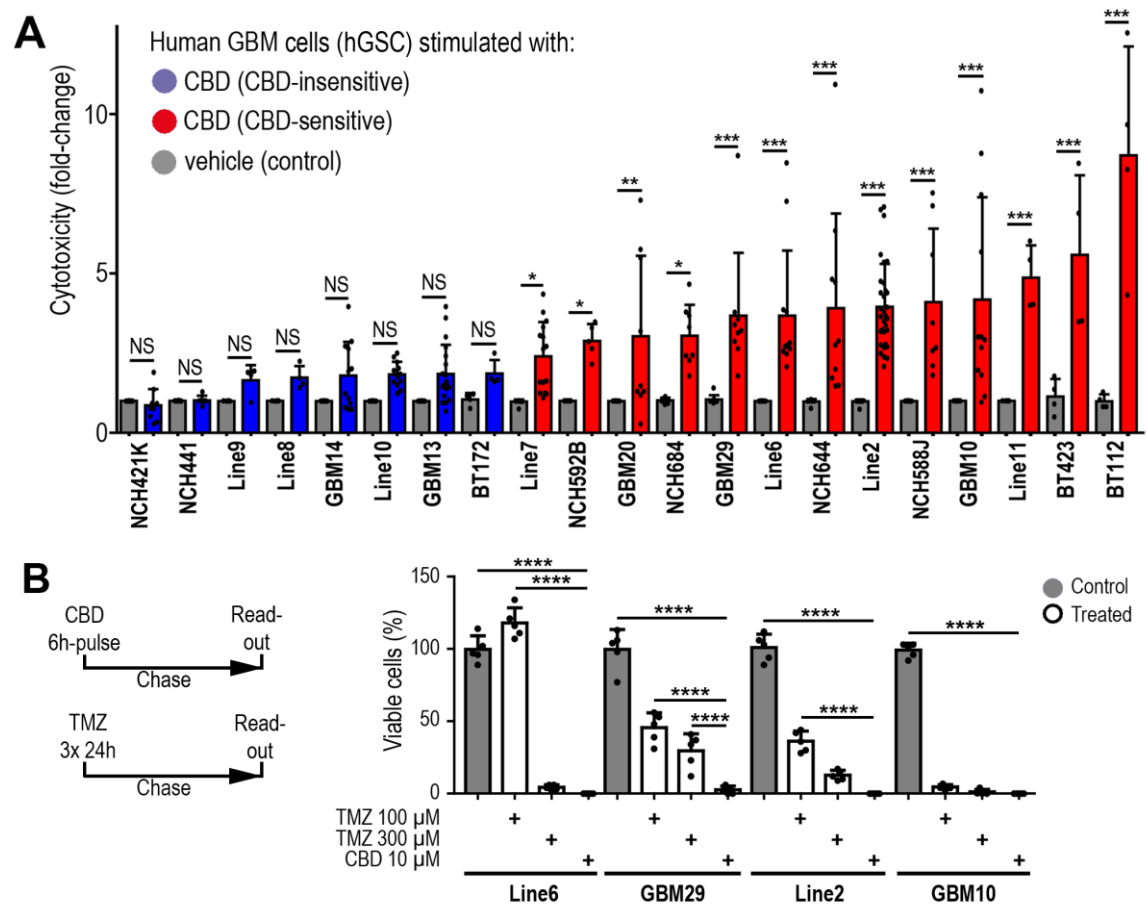 A
Human GBM cells (hGSC) stimulated with:
CBD (CBD-insensitive)
CBD (CBD-sensitive)
vehicle (control)
Cytotoxicity (fold-change)
10
5
0
NS
NS
NS
NS
NS
NS
NS
NS
*
*
**
*
***
***
***
***
***
***
***
***
***
NCH421K
NCH441
Line9
Line8
GBM14
Line10
GBM13
BT172
Line7
NCH592B
GBM20
NCH684
GBM29
Line6
NCH644
Line2
NCH588J
GBM10
Line11
BT423
BT112
B
CBD
6h-pulse
Read-
out
Chase
TMZ
3x 24h
Read-
out
Chase
Viable cells (%)
150
100
50
0
****
****
****
****
****
****
****
****
Control
Treated
TMZ 100 µM + + + +
TMZ 300 µM + + + +
CBD 10 µM + + + +
Line6 GBM29 Line2 GBM10